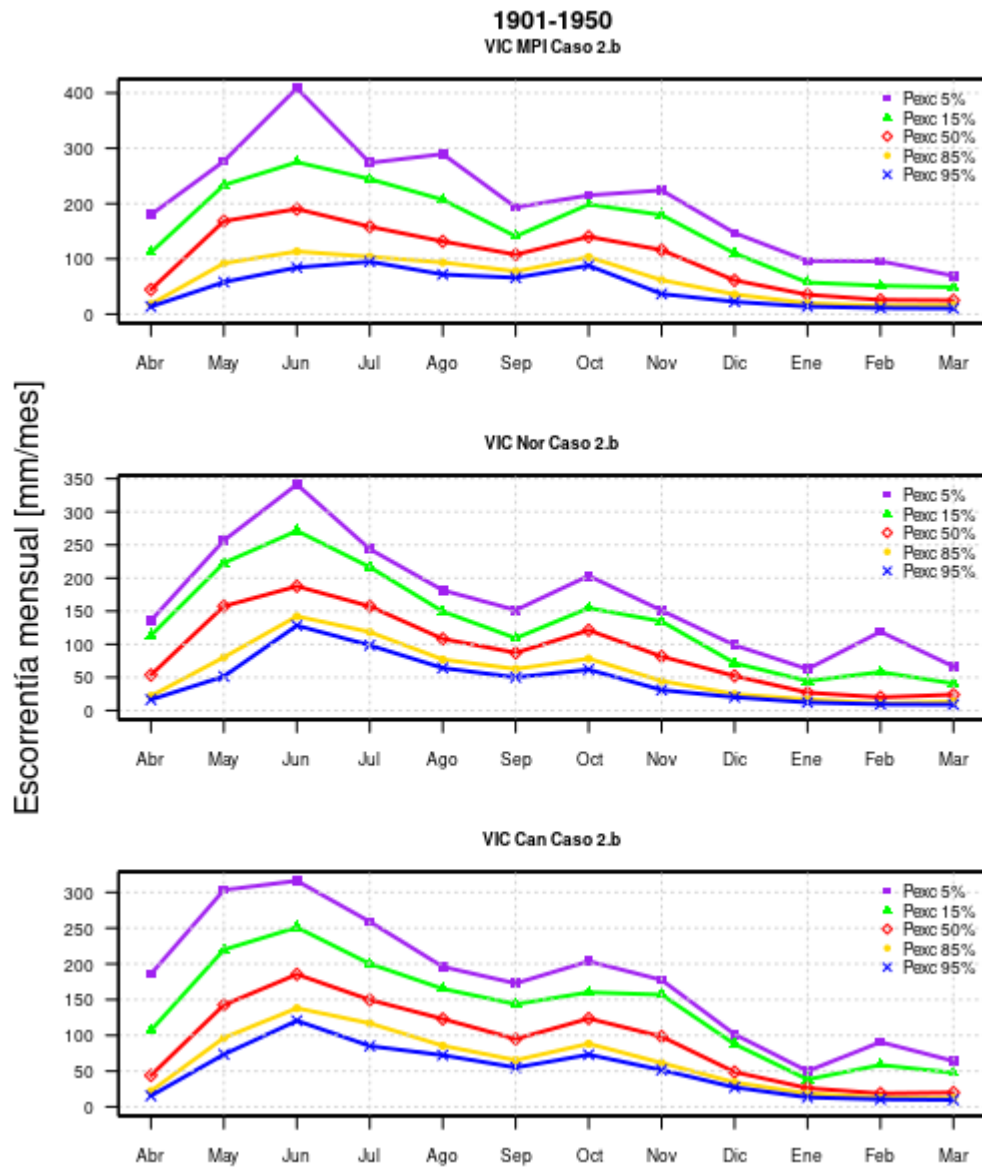 1901-1950
VIC MPI Caso 2.b
Escorrentía mensual [mm/mes]
400
300
200
100
0
Pexc 5%
Pexc 15%
Pexc 50%
Pexc 85%
Pexc 95%
Abr May Jun Jul Ago Sep Oct Nov Dic Ene Feb Mar
VIC Nor Caso 2.b
350
300
250
200
150
100
50
0
Pexc 5%
Pexc 15%
Pexc 50%
Pexc 85%
Pexc 95%
Abr May Jun Jul Ago Sep Oct Nov Dic Ene Feb Mar
VIC Can Caso 2.b
300
250
200
150
100
50
0
Pexc 5%
Pexc 15%
Pexc 50%
Pexc 85%
Pexc 95%
Abr May Jun Jul Ago Sep Oct Nov Dic Ene Feb Mar